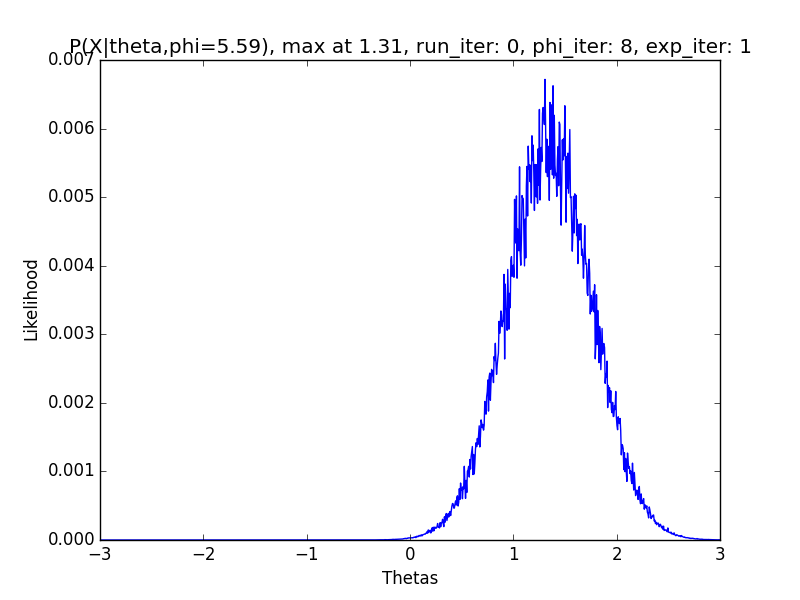 P(X|theta,phi=5.59), max at 1.31, run_iter: 0, phi_iter: 8, exp_iter: 1
0.007
0.006
0.005
0.004
0.003
0.002
0.001
0.000
Likelihood
−3 −2 −1 0 1 2 3
Thetas